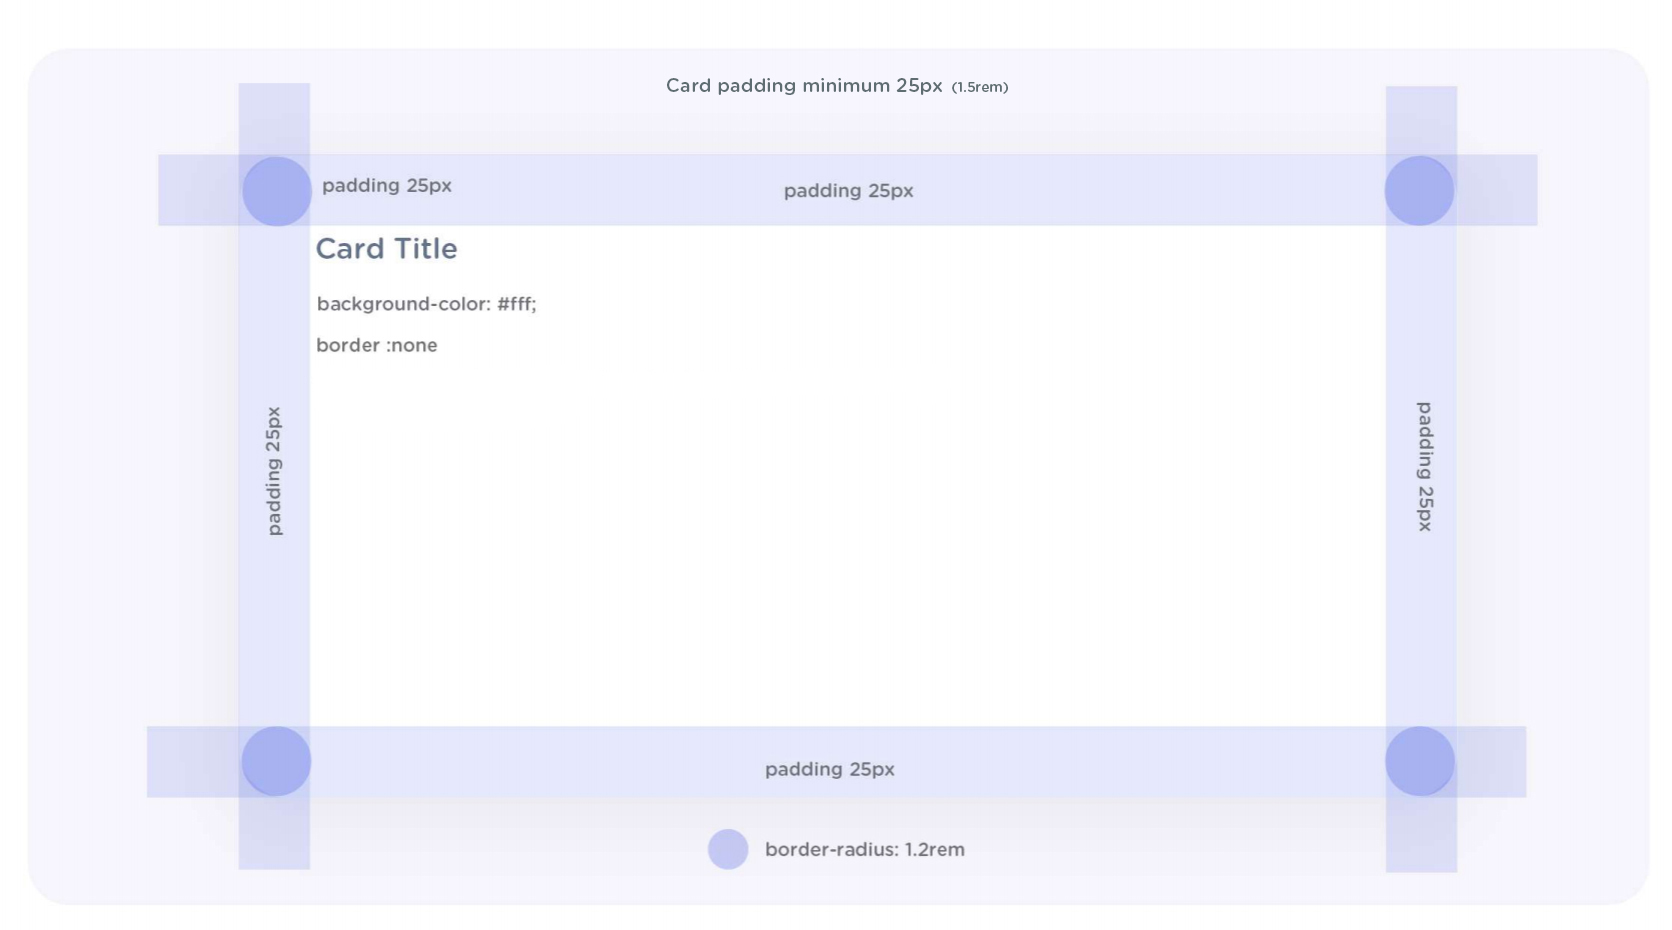 Card padding minimum 25px (1.5rem)
padding 25px
padding 25px
Card Title
background-color: #fff;
border :none
padding 25px
padding 25px
padding 25px
border-radius: 1.2rem